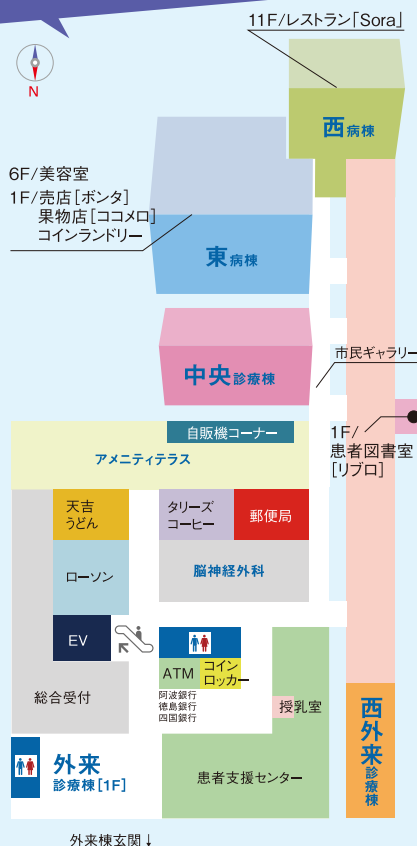 11F/レストラン「Sora」
N
西病棟
6F/美容室
1F/売店[ボンタ]
果物店[ココメロ]
コインランドリー
東病棟
市民ギャラリー
中央診療棟
1F/
患者図書室
[リブロ]
自販機コーナー
アメニティテラス
天吉
うどん
タリーズ
コーヒー
郵便局
ローソン
脳神経外科
EV
ATM
コイン
ロッカー
阿波銀行
徳島銀行
四国銀行
総合受付
授乳室
西外来診療棟
外来
診療棟[1F]
患者支援センター
外来棟玄関↓